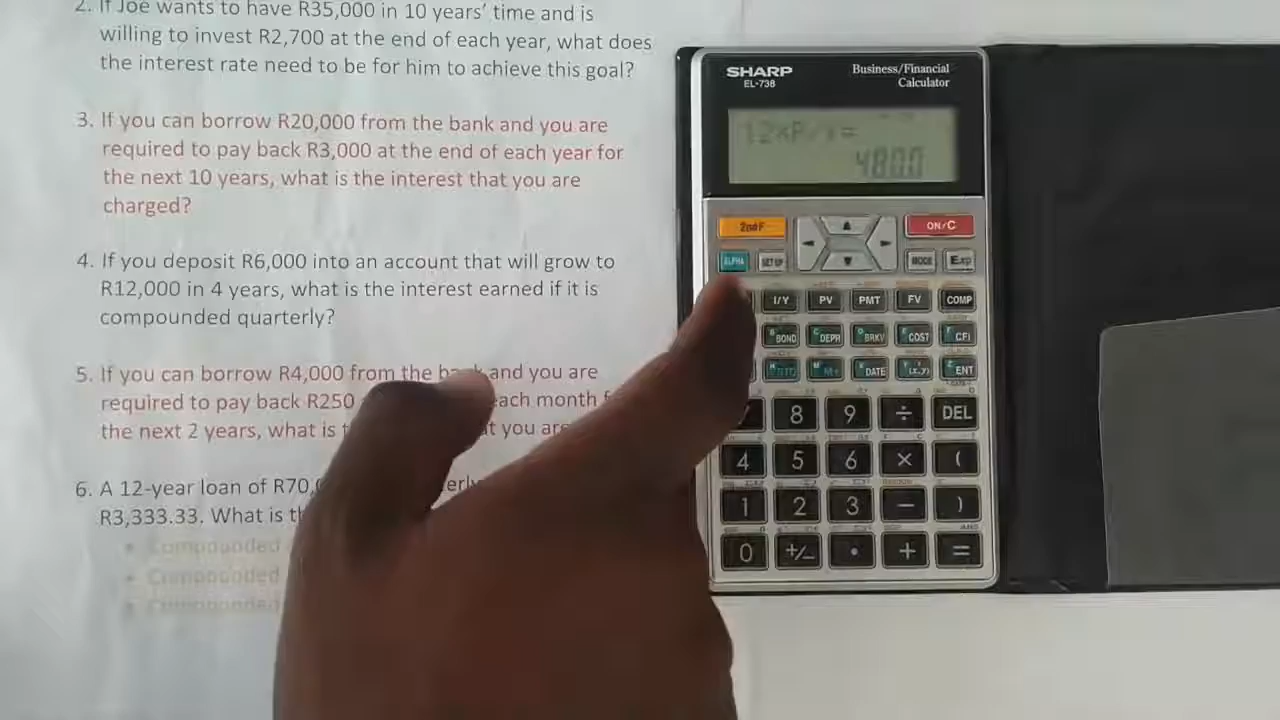 2. If Joe wants to have R35,000 in 10 years' time and is
willing to invest R2,700 at the end of each year, what does
the interest rate need to be for him to achieve this goal?
3. If you can borrow R20,000 from the bank and you are
required to pay back R3,000 at the end of each year for
the next 10 years, what is the interest that you are
charged?
4. If you deposit R6,000 into an account that will grow to
R12,000 in 4 years, what is the interest earned if it is
compounded quarterly?
5. If you can borrow R4,000 from the and you are
required to pay back R250 each month
the next 2 years, what is you
6. A 12-year loan of
R3,333.33. What is
• Compounded
• Compounded
• Compounded
SHARP
EL-738
Business/Financial
Calculator
2ndF
ON/C
ALPHA SET UP MODE Exp
I/Y PV PMT FV COMP
BOND DEPR BRKV COST CFi
STO M+ DATE (x,y) ENT
8 9 ÷ DEL
4 5 6 × (
1 2 3 − )
0 +/− • + =